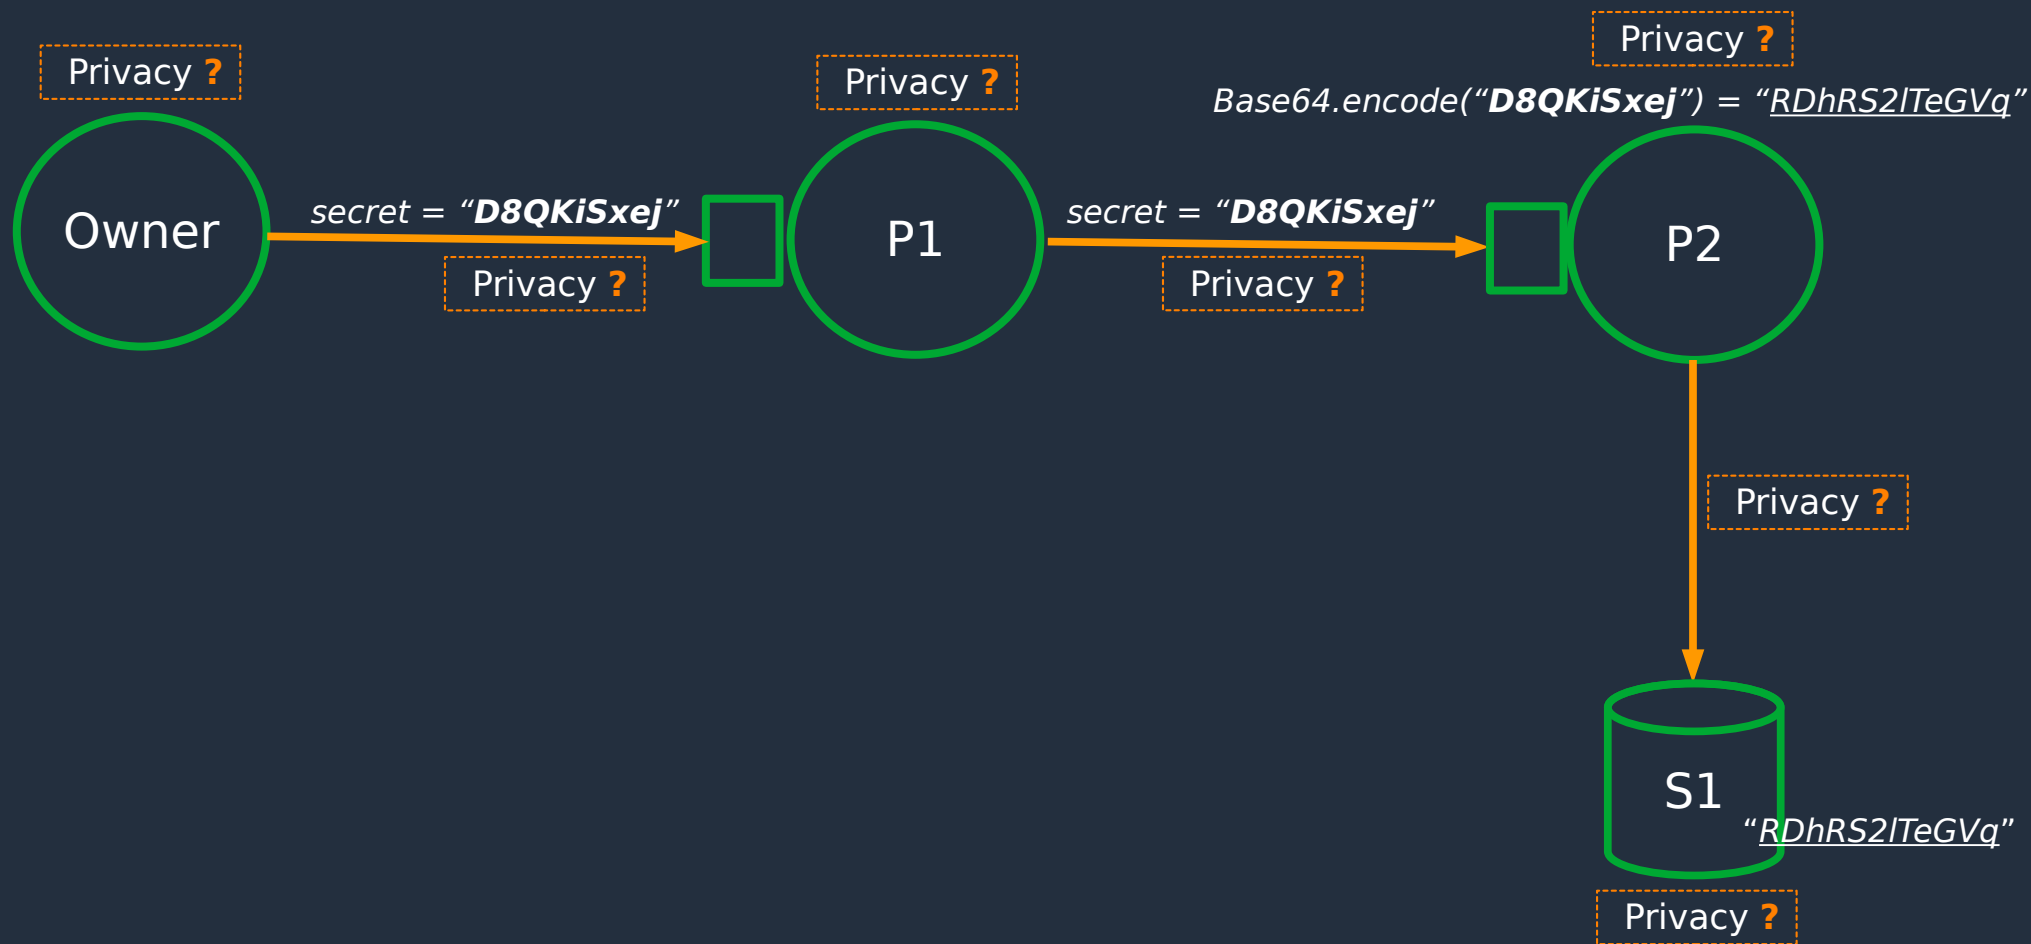 Privacy ?
Privacy ?
Privacy ?
Base64.encode(“D8QKiSxej”) = “RDhRS2lTeGVq”
Owner
secret = “D8QKiSxej”
Privacy ?
P1
secret = “D8QKiSxej”
Privacy ?
P2
Privacy ?
S1
“RDhRS2lTeGVq”
Privacy ?